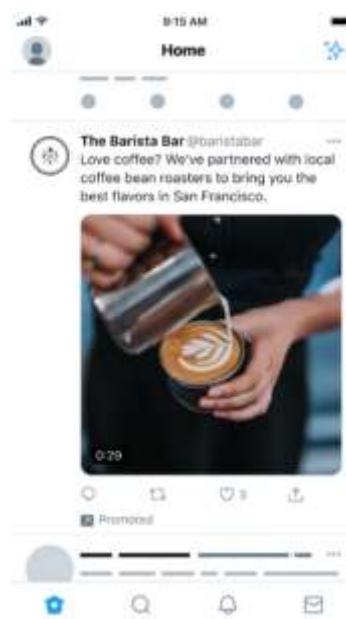 9:15 AM
Home
The Barista Bar @baristabar
Love coffee? We've partnered with local
coffee bean roasters to bring you the
best flavors in San Francisco.
0:29
3
Promoted